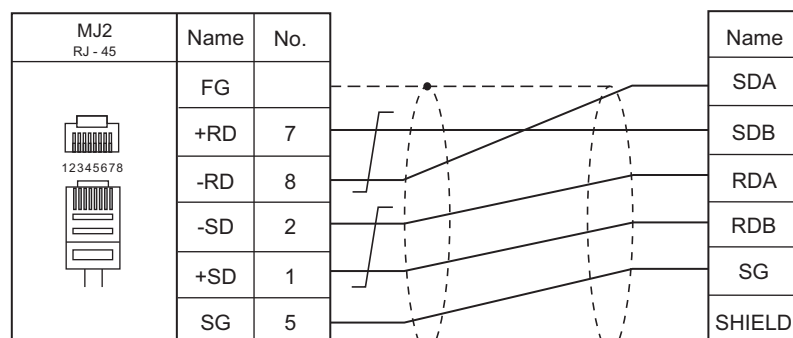 MJ2 Name No. Name
RJ - 45
FG SDA
+RD 7 SDB
12345678
-RD 8 RDA
-SD 2 RDB
+SD 1 SG
SG 5 SHIELD